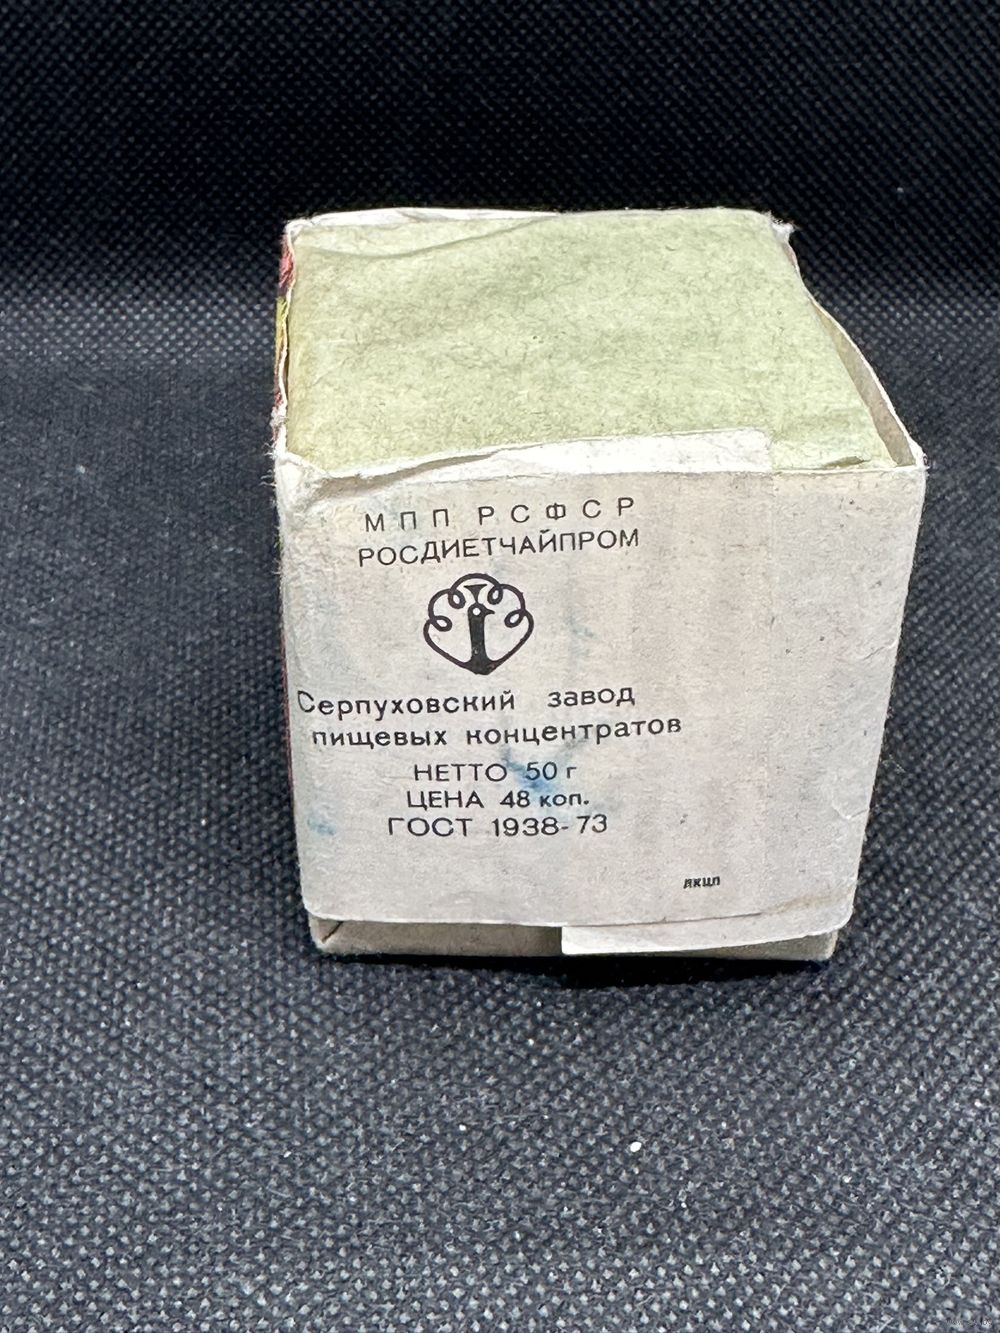 МПП РСФСР
РОСДИЕТЧАЙПРОМ
Серпуховский завод
пищевых концентратов
НЕТТО 50 г
ЦЕНА 48 коп.
ГОСТ 1938-73